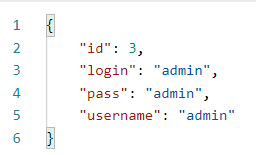 1 {
2 "id": 3,
3 "login": "admin",
4 "pass": "admin",
5 "username": "admin"
6 }